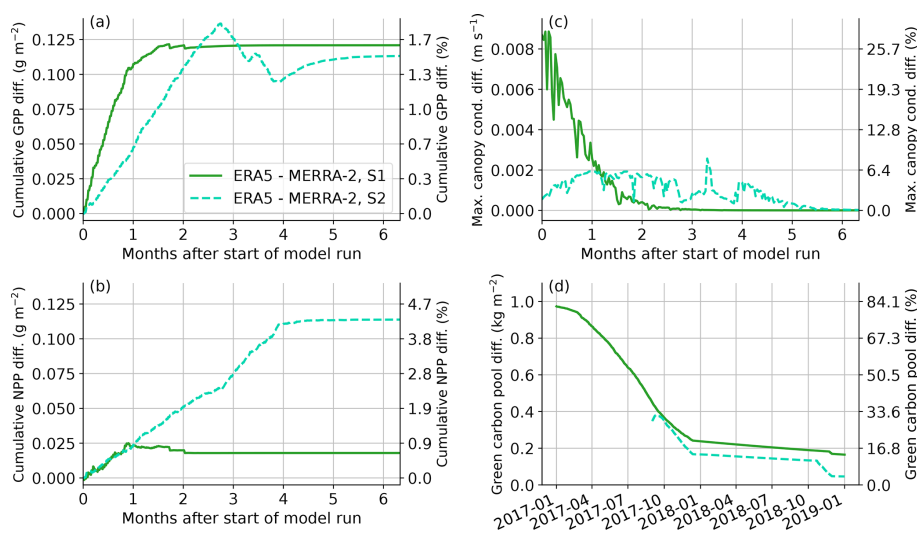 (a)
Cumulative GPP diff. (g m⁻²)
0.125
0.100
0.075
0.050
0.025
0.000
1.7
1.3
1.0
0.7
0.3
0.0
Cumulative GPP diff. (%)
ERA5 - MERRA-2, S1
ERA5 - MERRA-2, S2
0 1 2 3 4 5 6
Months after start of model run
(c)
Max. canopy cond. diff. (m s⁻¹)
0.008
0.006
0.004
0.002
0.000
25.7
19.3
12.8
6.4
0.0
Max. canopy cond. diff. (%)
0 1 2 3 4 5 6
Months after start of model run
(b)
Cumulative NPP diff. (g m⁻²)
0.125
0.100
0.075
0.050
0.025
0.000
4.7
3.8
2.8
1.9
0.9
0.0
Cumulative NPP diff. (%)
0 1 2 3 4 5 6
Months after start of model run
(d)
Green carbon pool diff. (kg m⁻²)
1.0
0.8
0.6
0.4
0.2
0.0
84.1
67.3
50.5
33.6
16.8
0.0
Green carbon pool diff. (%)
2017-01
2017-04
2017-07
2017-10
2018-01
2018-04
2018-07
2018-10
2019-01